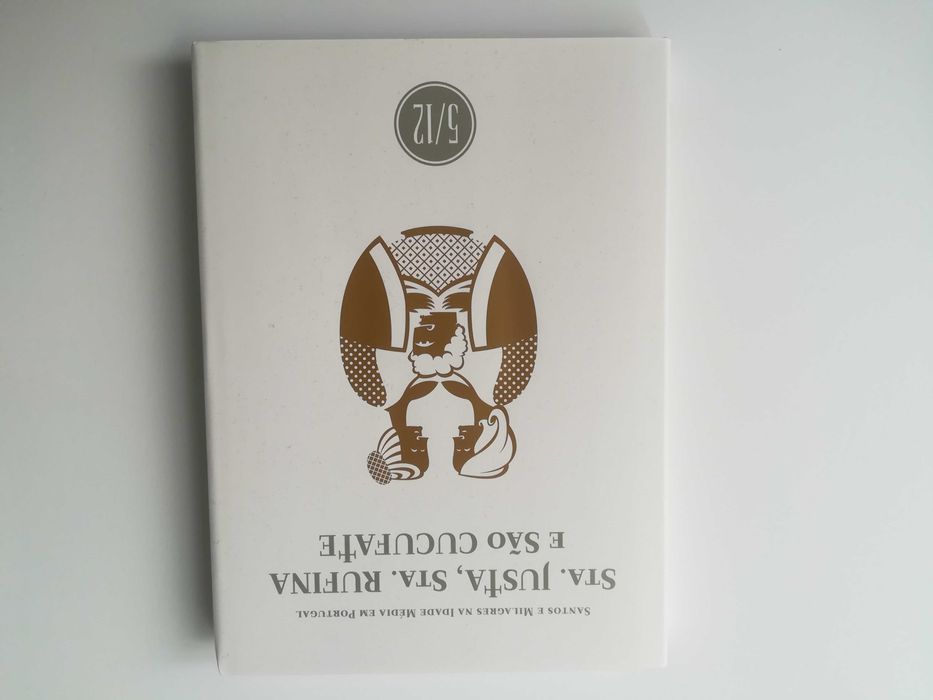 Santos e Milagres na Idade Média em Portugal
Sta. Justa, Sta. Rufina
e São Cucufate
5/12